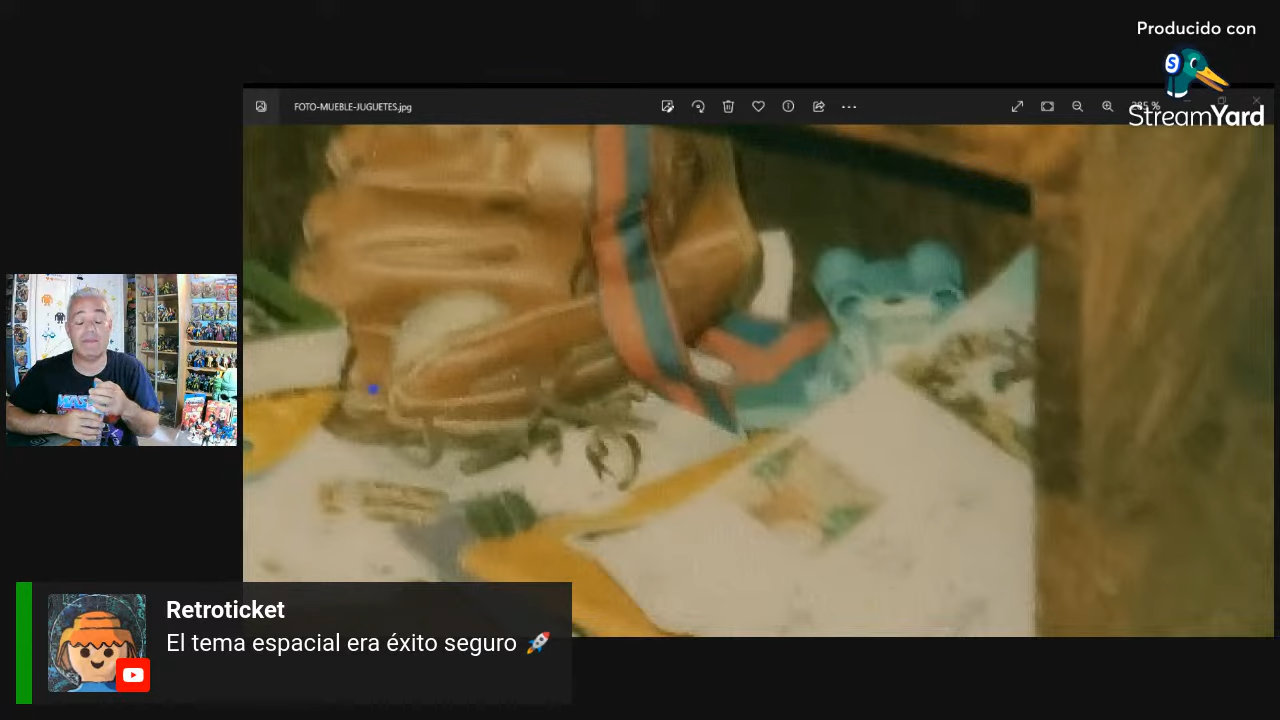 Producido con
StreamYard
FOTO-MUEBLE-JUGUETES.jpg
Retroticket
El tema espacial era éxito seguro 🚀